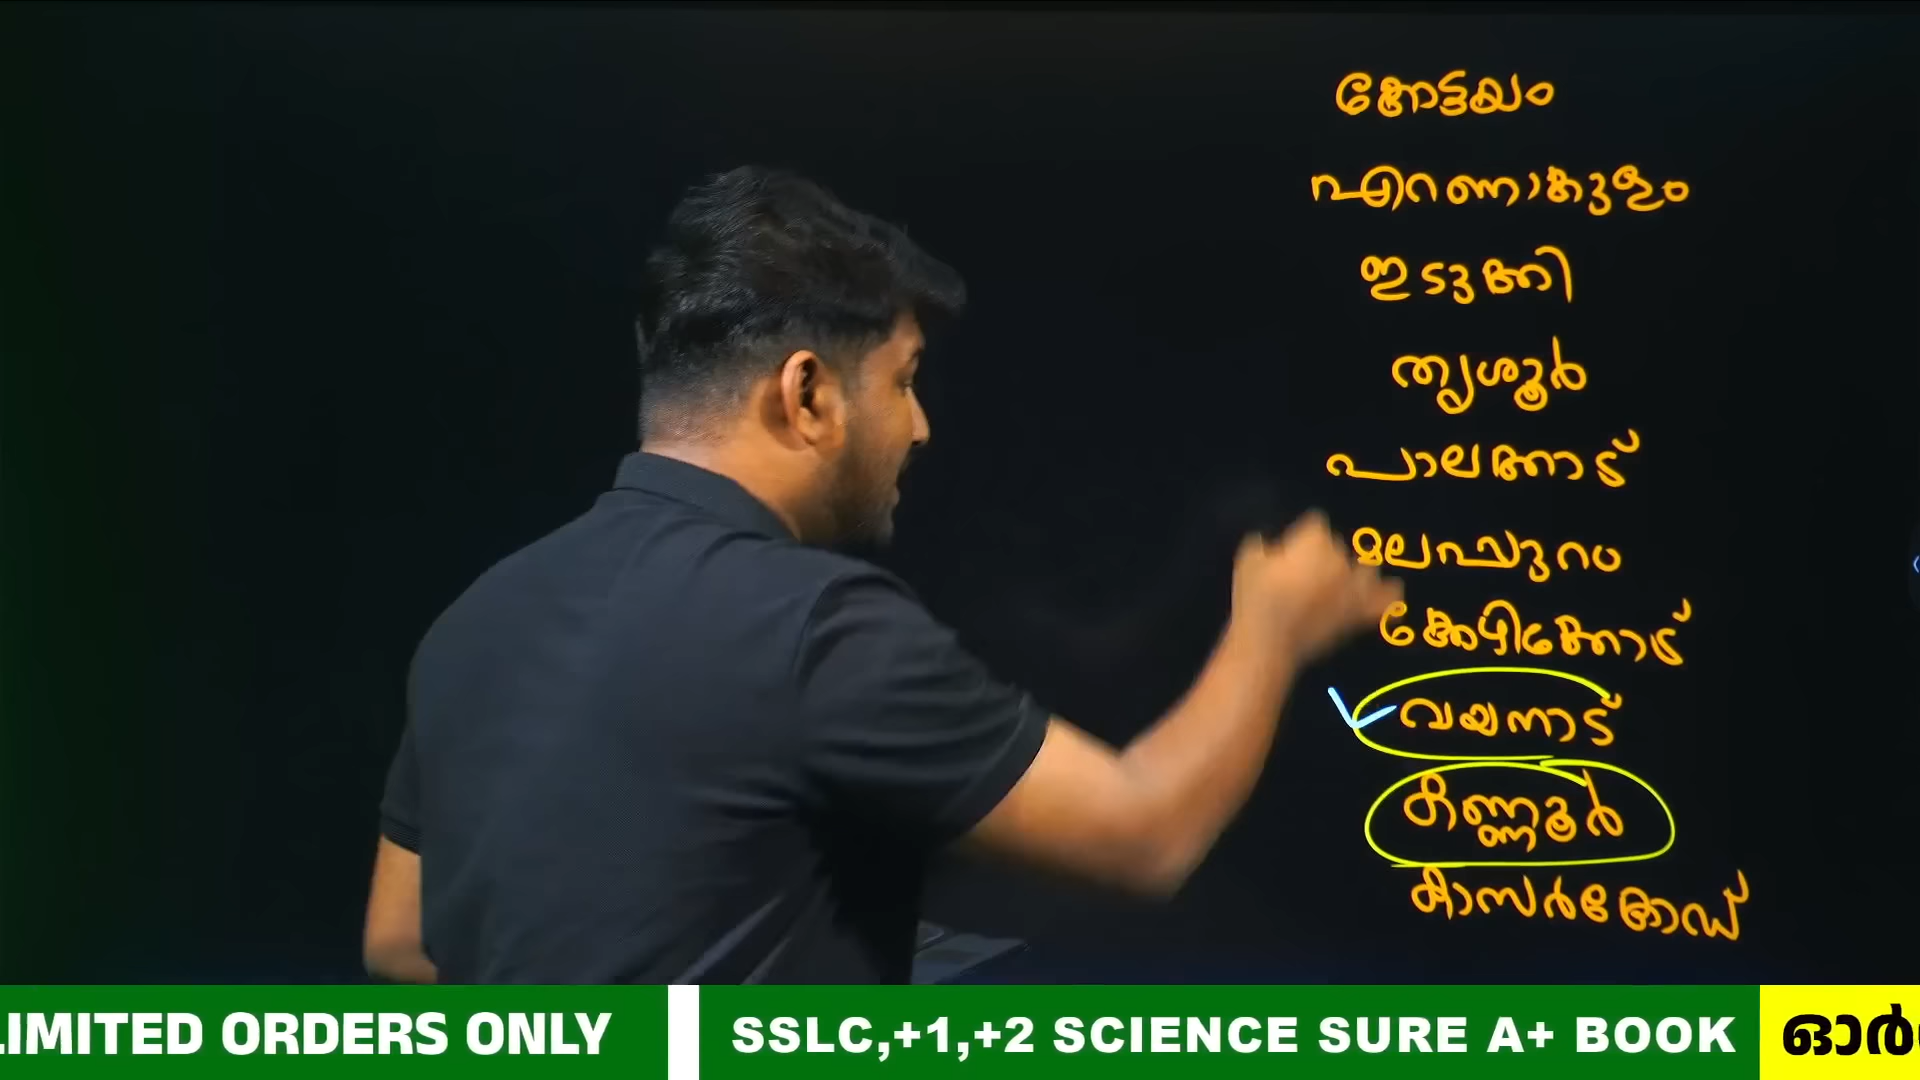 കോട്ടയം
എറണാകുളം
ഇടുക്കി
തൃശൂർ
പാലക്കാട്
മലപ്പുറം
കോഴിക്കോട്
വയനാട്
കണ്ണൂർ
കാസർകോഡ്
LIMITED ORDERS ONLY SSLC,+1,+2 SCIENCE SURE A+ BOOK